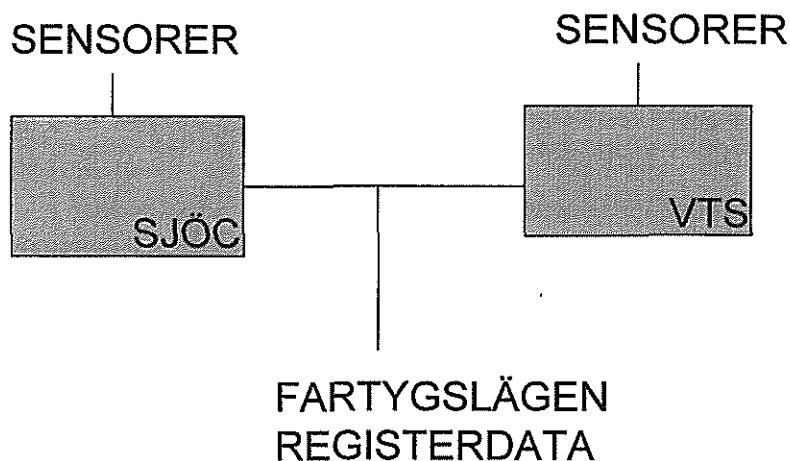 SENSORER
SENSORER
SJÖC
VTS
FARTYGSLÄGEN
REGISTERDATA